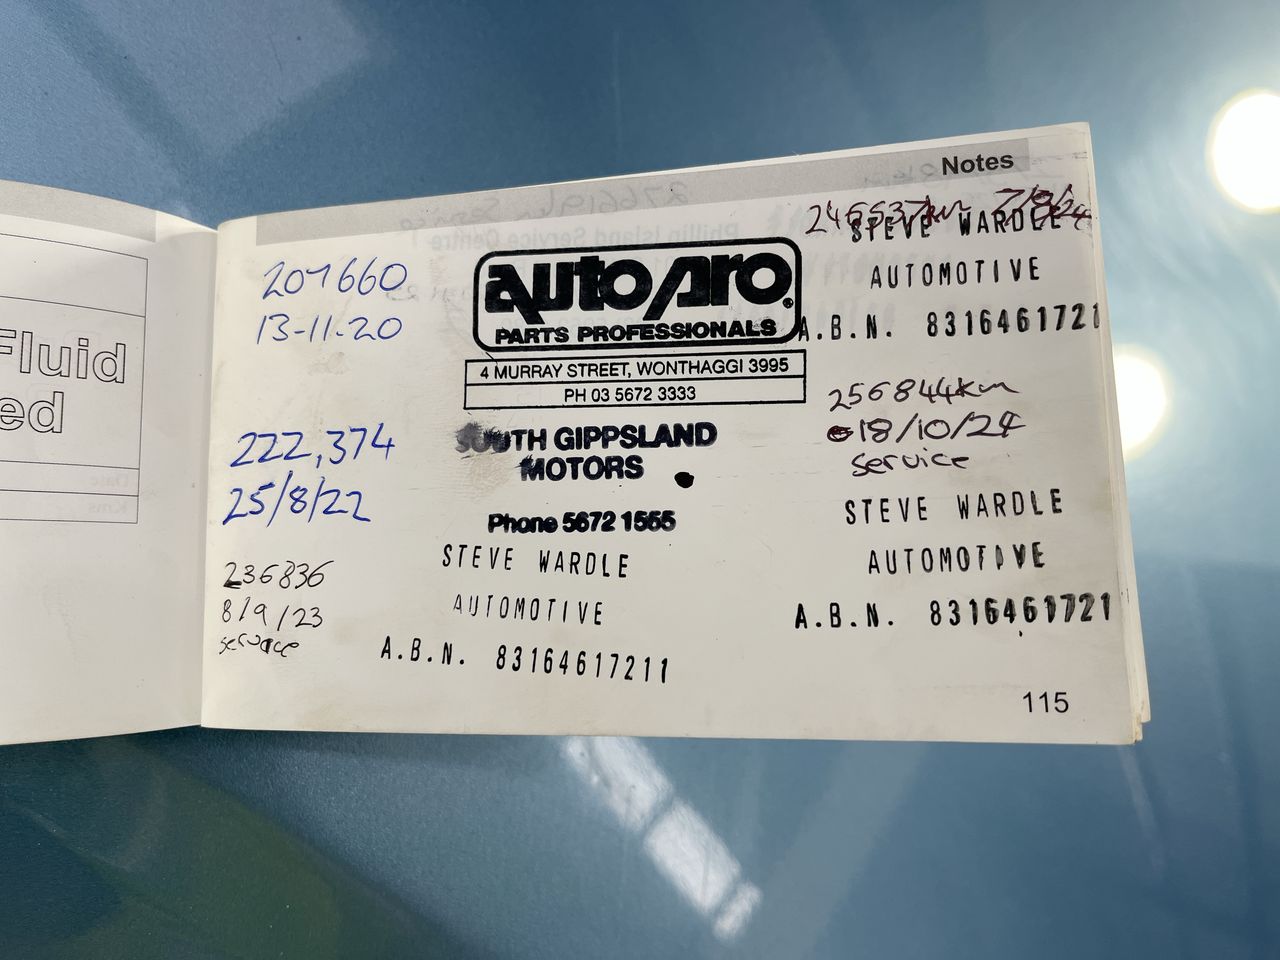 Notes
Fluid
ed
201660
13-11-20
autopro
PARTS PROFESSIONALS
4 MURRAY STREET, WONTHAGGI 3995
PH 03 5672 3333
222,374
25/8/22
SOUTH GIPPSLAND
MOTORS
Phone 5672 1555
236836
8/9/23
service
STEVE WARDLE
AUTOMOTIVE
A.B.N. 83164617211
STEVE WARDLE
AUTOMOTIVE
A.B.N. 8316461721
256844km
18/10/24
service
STEVE WARDLE
AUTOMOTIVE
A.B.N. 8316461721
115